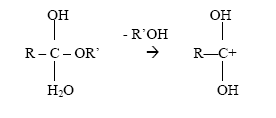 OH OH
- R’OH
R – C – OR’ → R—C+
H₂O OH